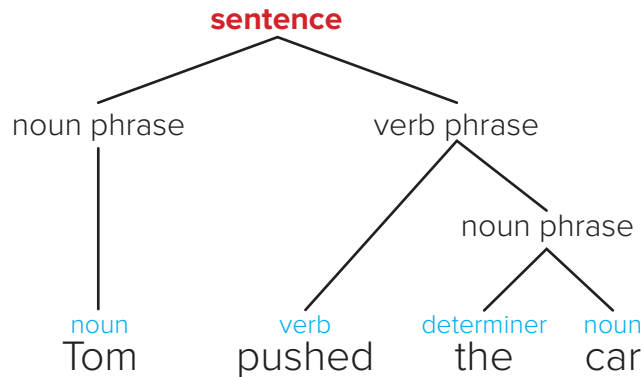 sentence
noun phrase verb phrase
noun phrase
noun verb determiner noun
Tom pushed the car